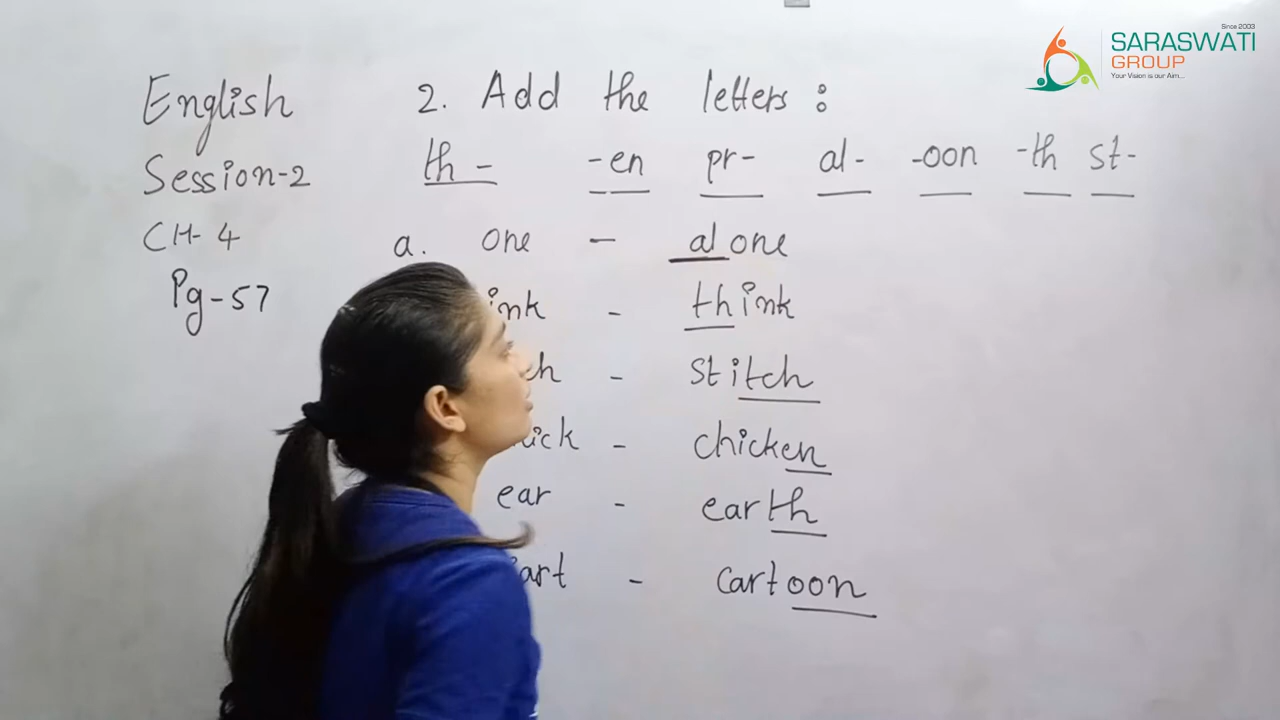 Since 2003
SARASWATI
GROUP
Your Vision is our Aim...
English
Session-2
CH-4
Pg-57
2. Add the letters :
th - -en pr- al- -oon -th st-
a. one - alone
ink - think
ch - stitch
ick - chicken
ear - earth
art - cartoon